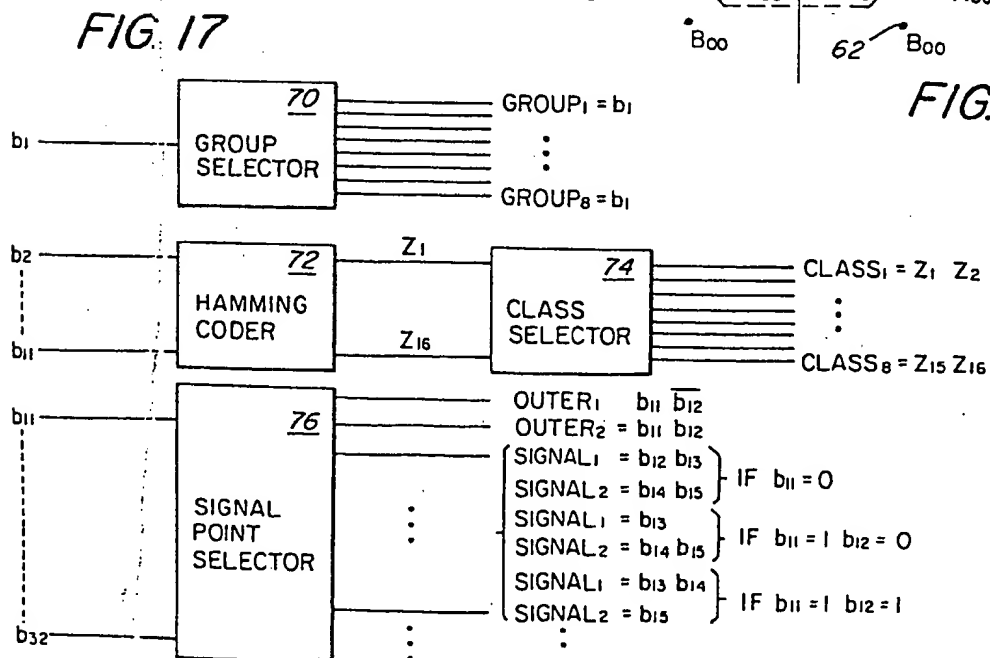 FIG. 17
B₀₀
62
B₀₀
FIG.
b₁
70
GROUP SELECTOR
GROUP₁ = b₁
GROUP₈ = b₁
b₂
b₁₁
72
HAMMING CODER
Z₁
Z₁₆
74
CLASS SELECTOR
CLASS₁ = Z₁ Z₂
CLASS₈ = Z₁₅ Z₁₆
b₁₁
b₃₂
76
SIGNAL POINT SELECTOR
OUTER₁ b₁₁ b̅₁̅₂̅
OUTER₂ = b₁₁ b₁₂
SIGNAL₁ = b₁₂ b₁₃
SIGNAL₂ = b₁₄ b₁₅
IF b₁₁ = 0
SIGNAL₁ = b₁₃
SIGNAL₂ = b₁₄ b₁₅
IF b₁₁ = 1 b₁₂ = 0
SIGNAL₁ = b₁₃ b₁₄
SIGNAL₂ = b₁₅
IF b₁₁ = 1 b₁₂ = 1